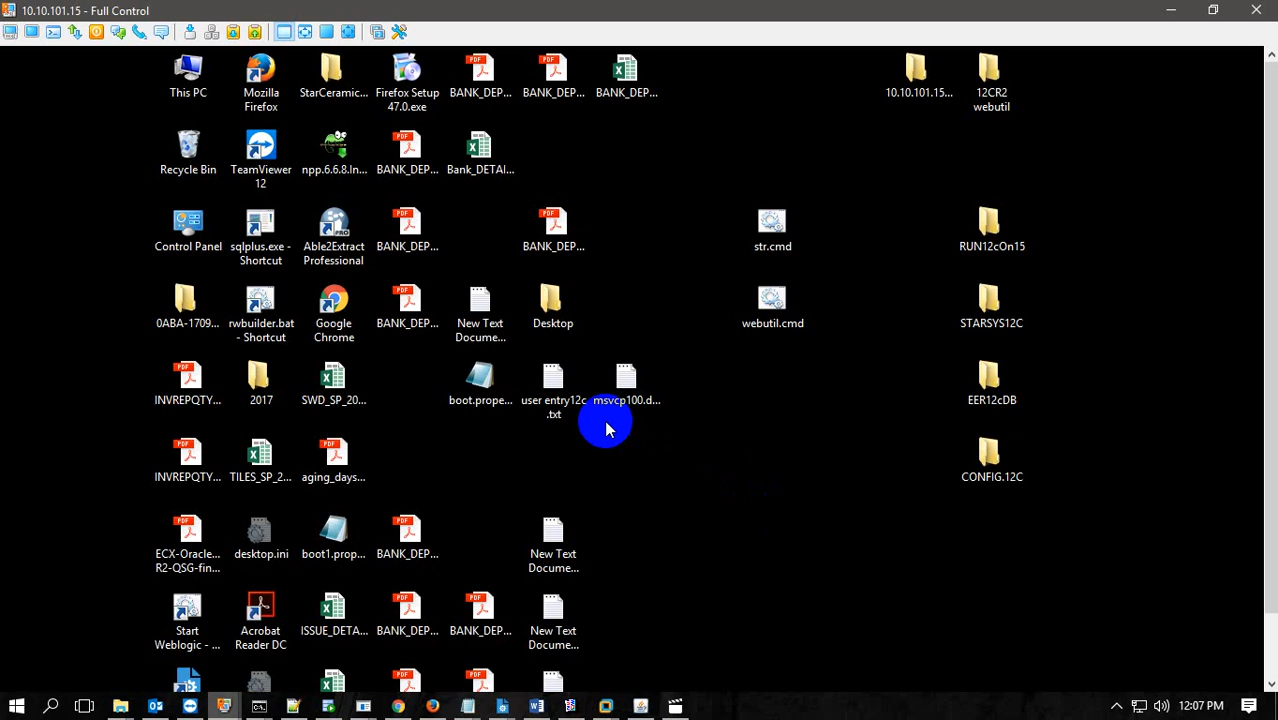 10.10.101.15 - Full Control
This PC
Mozilla
Firefox
StarCeramic...
Firefox Setup
47.0.exe
BANK_DEP...
BANK_DEP...
BANK_DEP...
10.10.101.15...
12CR2
webutil
Recycle Bin
TeamViewer
12
npp.6.6.8.In...
BANK_DEP...
Bank_DETAI...
Control Panel
sqlplus.exe -
Shortcut
Able2Extract
Professional
BANK_DEP...
BANK_DEP...
str.cmd
RUN12cOn15
0ABA-1709...
rwbuilder.bat
- Shortcut
Google
Chrome
BANK_DEP...
New Text
Docume...
Desktop
webutil.cmd
STARSYS12C
INVREPQTY...
2017
SWD_SP_20...
boot.prope...
user entry12c
.txt
msvcp100.d...
EER12cDB
INVREPQTY...
TILES_SP_2...
aging_days...
CONFIG.12C
ECX-Oracle...
R2-QSG-fin...
desktop.ini
boot1.prop...
BANK_DEP...
New Text
Docume...
Start
Weblogic - ...
Acrobat
Reader DC
ISSUE_DETA...
BANK_DEP...
BANK_DEP...
New Text
Docume...
12:07 PM